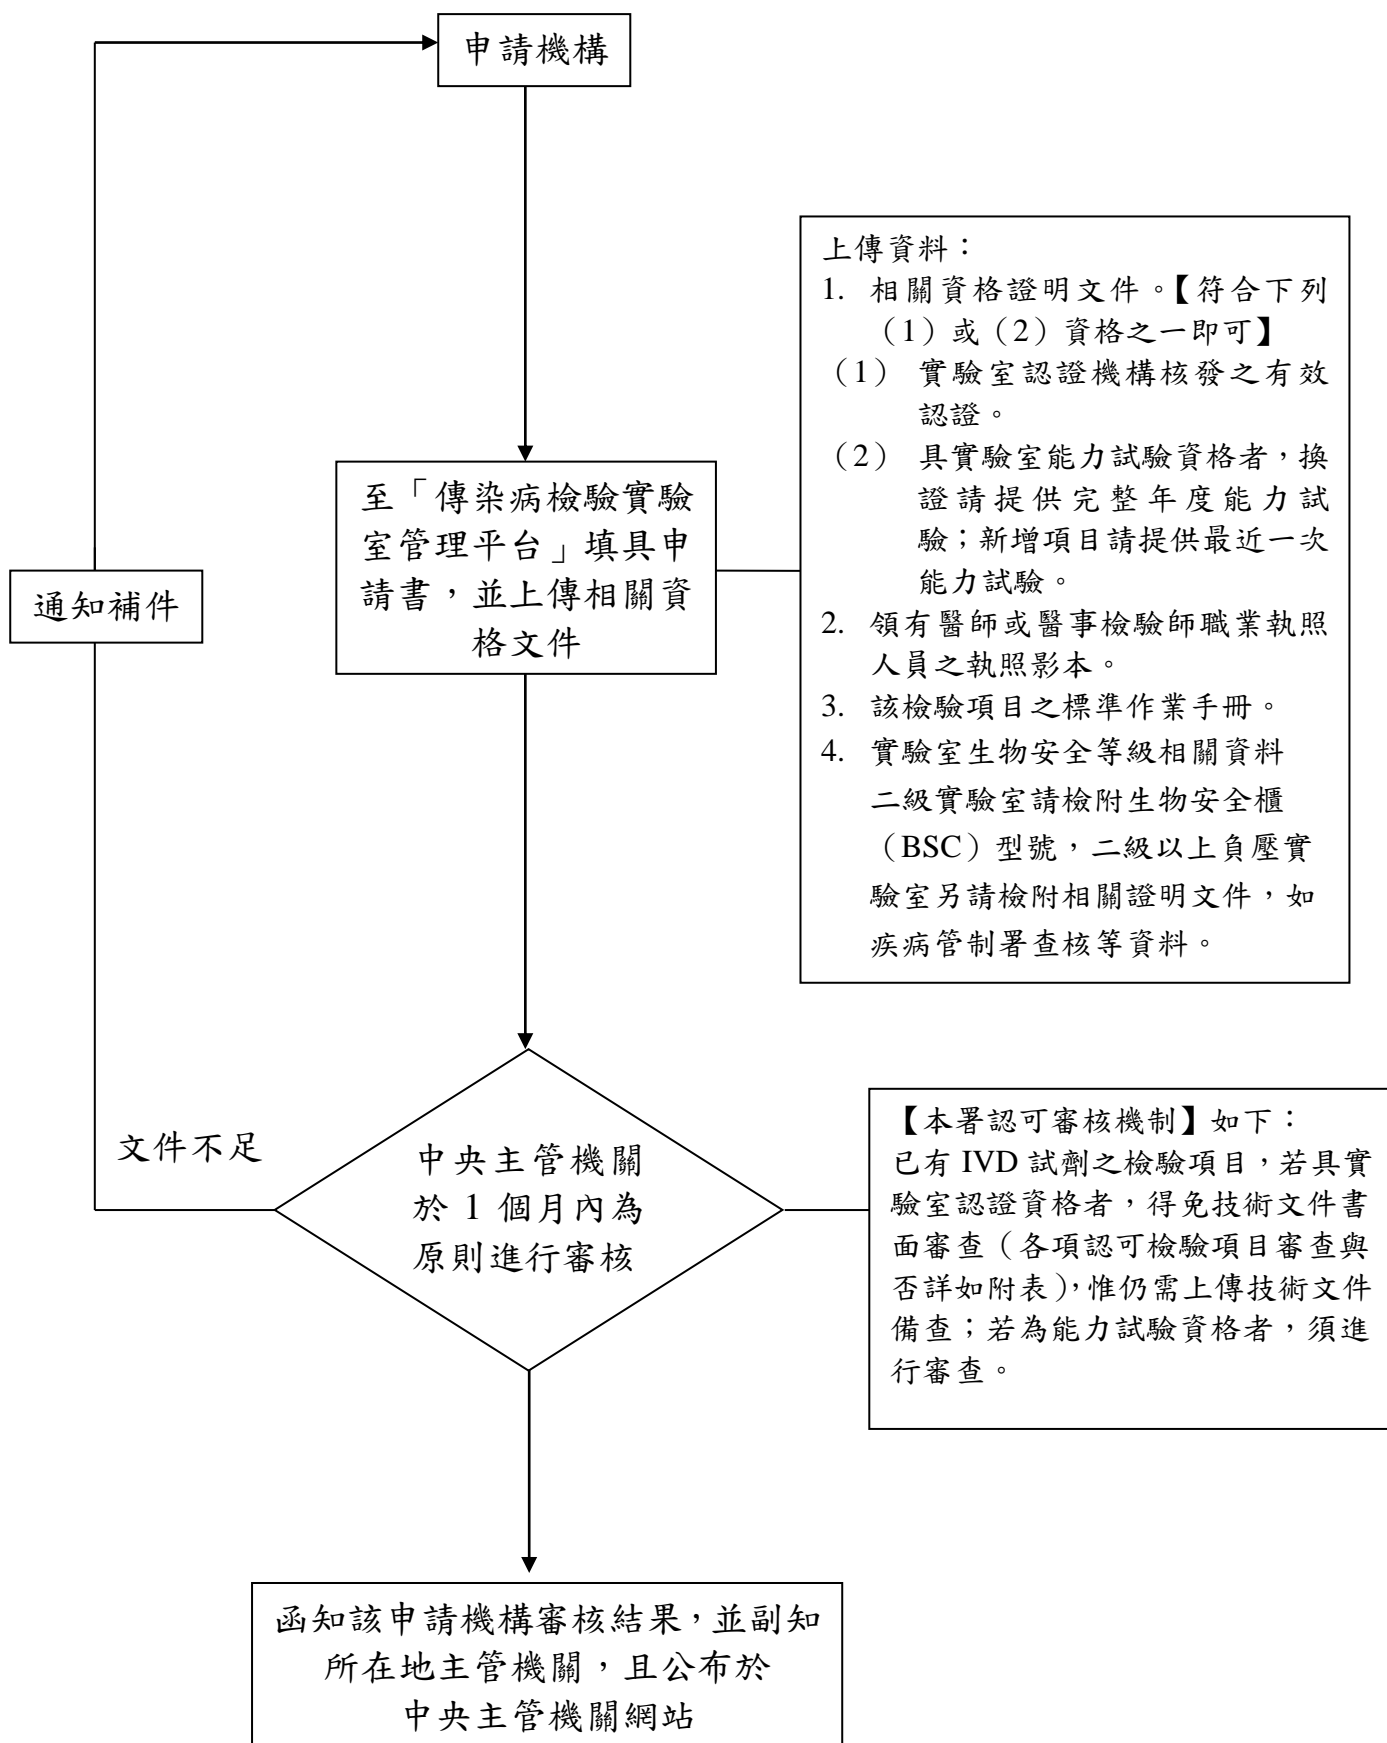 申請機構
上傳資料：
1. 相關資格證明文件。【符合下列
（1）或（2）資格之一即可】
（1） 實驗室認證機構核發之有效
認證。
（2） 具實驗室能力試驗資格者，換
證請提供完整年度能力試
驗；新增項目請提供最近一次
能力試驗。
2. 領有醫師或醫事檢驗師職業執照
人員之執照影本。
3. 該檢驗項目之標準作業手冊。
4. 實驗室生物安全等級相關資料
二級實驗室請檢附生物安全櫃
（BSC）型號，二級以上負壓實
驗室另請檢附相關證明文件，如
疾病管制署查核等資料。
至「傳染病檢驗實驗
室管理平台」填具申
請書，並上傳相關資
格文件
通知補件
文件不足
中央主管機關
於 1 個月內為
原則進行審核
【本署認可審核機制】如下：
已有 IVD 試劑之檢驗項目，若具實
驗室認證資格者，得免技術文件書
面審查（各項認可檢驗項目審查與
否詳如附表），惟仍需上傳技術文件
備查；若為能力試驗資格者，須進
行審查。
函知該申請機構審核結果，並副知
所在地主管機關，且公布於
中央主管機關網站